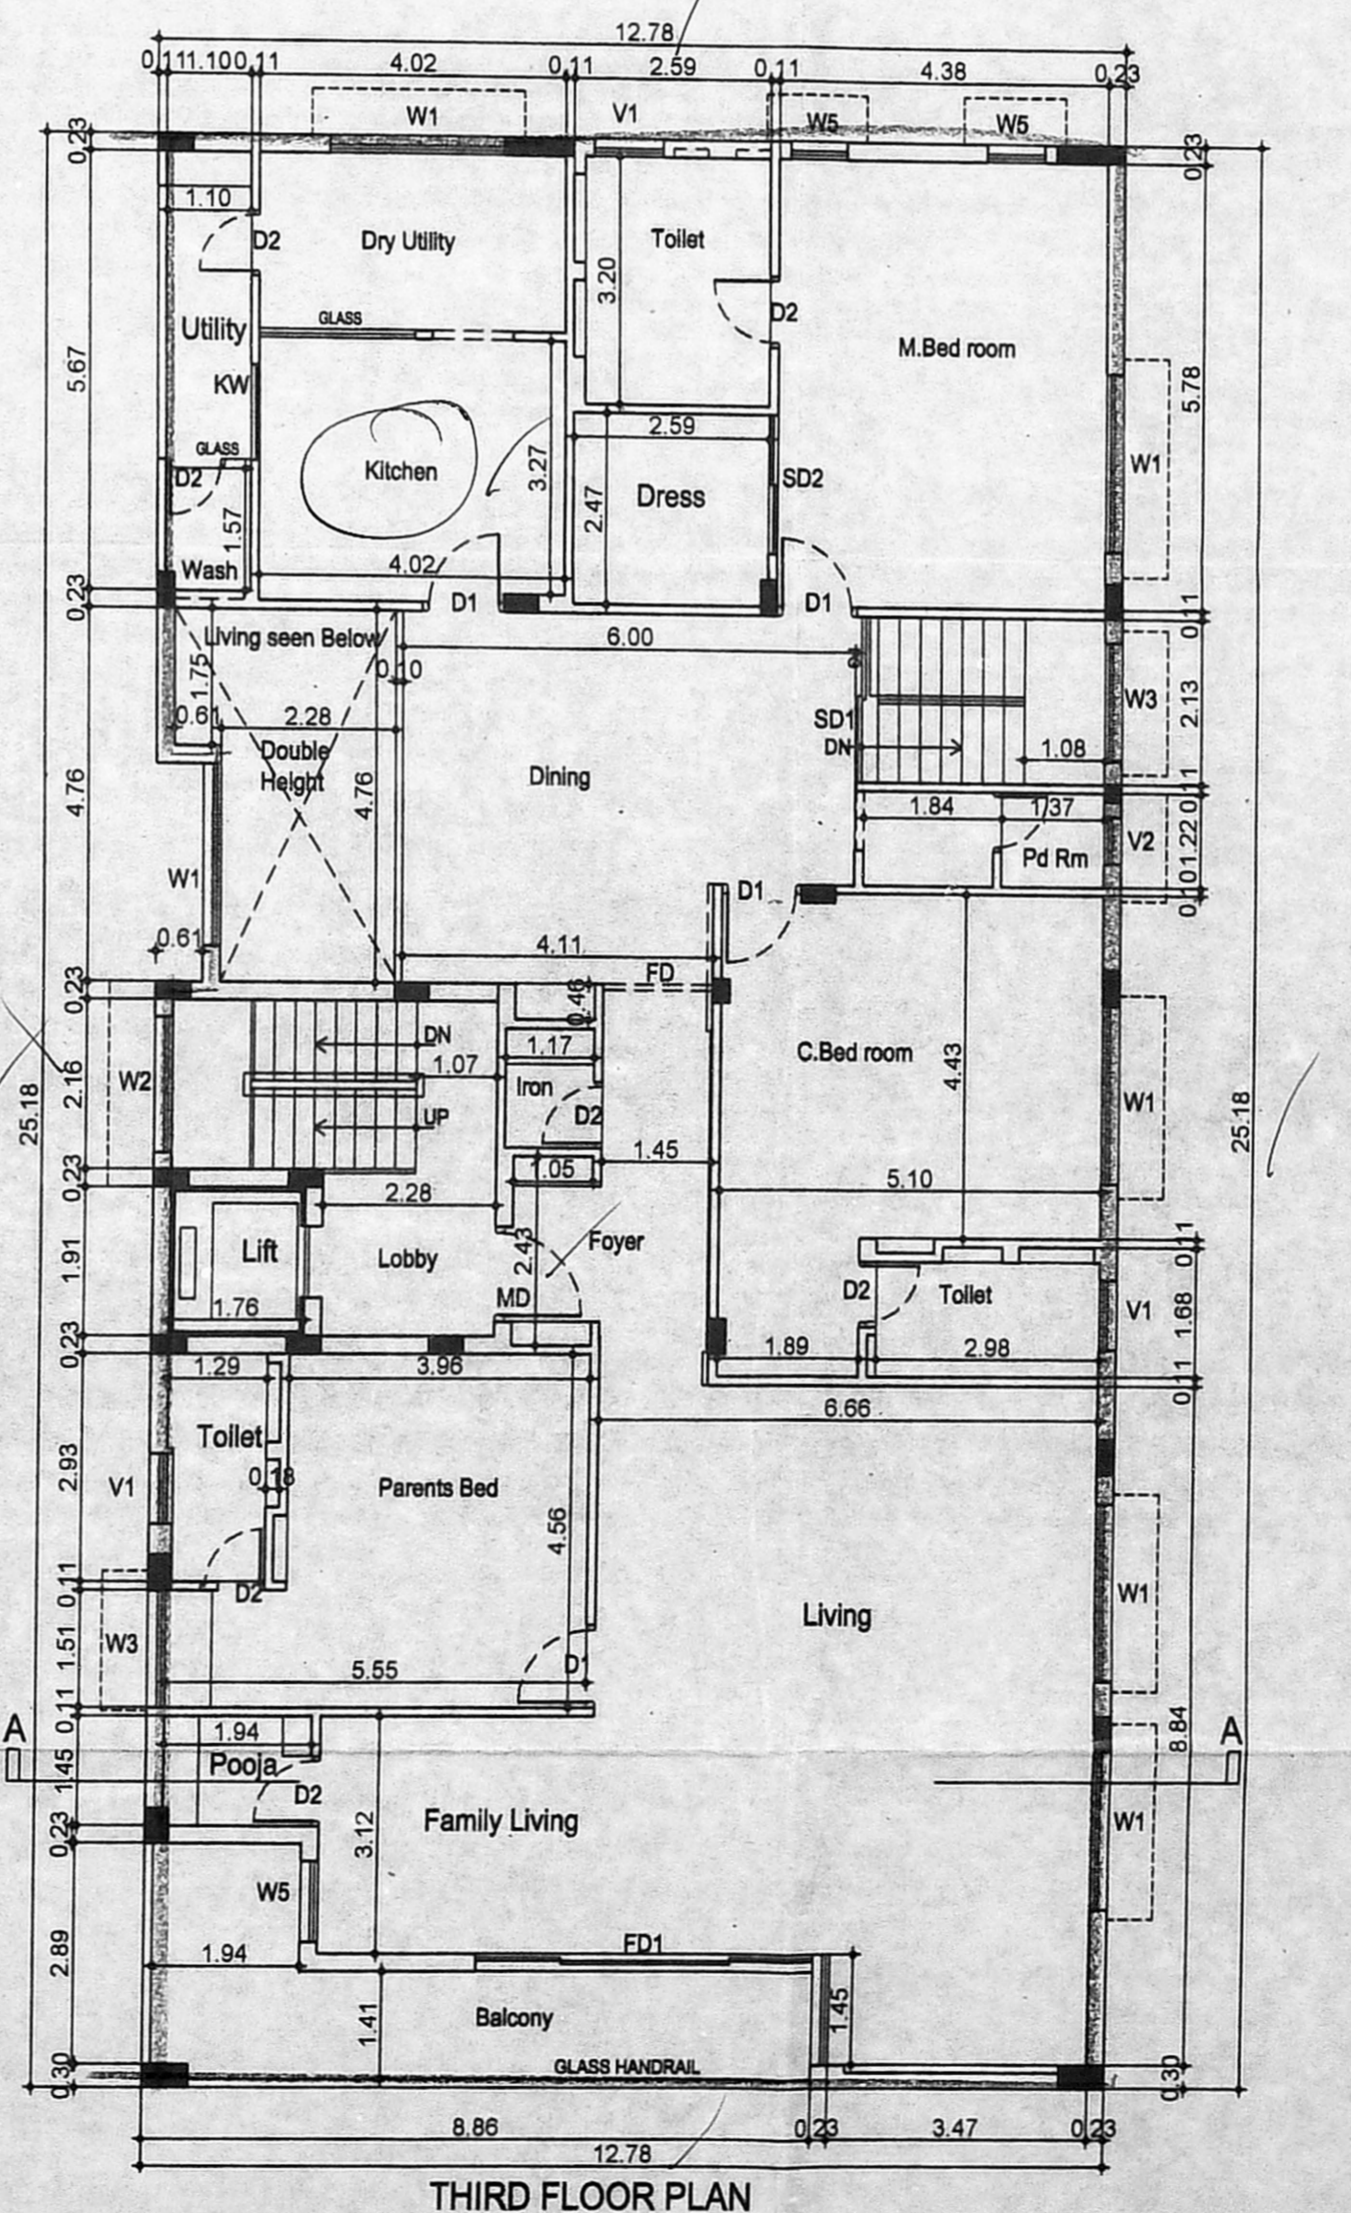 12.78
0.11 1.10 0.11 4.02 0.11 2.59 0.11 4.38 0.23
W1 V1 W5 W5
0.23 0.23
1.10
D2 Dry Utility Toilet
3.20
D2
Utility GLASS
M.Bed room
5.67 KW 5.78
GLASS
2.59
Kitchen 3.27
W1
D2 1.57
2.47 Dress SD2
Wash 4.02
0.23 D1 D1 0.11
Living seen Below 6.00
1.75 0.10
W3 2.13
0.61 2.28 SD1
Double
Height
DN 1.08
4.76 4.76 Dining
0.11
1.84 1.37
Pd Rm V2 1.22
W1 D1 0.10
0.61 4.11
FD
0.23 0.46
DN
1.17 C.Bed room 4.43
1.07
W2 2.16 Iron W1
UP D2
25.18 25.18
1.45
0.23 1.05
2.28 5.10
2.43 Foyer 0.11
Lift Lobby
1.91 D2 Toilet V1 1.68
1.76 MD
0.23 1.89 2.98
1.29 3.96 0.11
6.66
Toilet
2.93 V1 0.18 Parents Bed
4.56
0.11 D2
W1
Living
W3 1.51 D1
5.55
0.11
A 1.94 A
8.84
Pooja
1.45 D2
Family Living W1
0.23 3.12
W5
FD1
2.89 1.94
1.41 Balcony 1.45
GLASS HANDRAIL
0.30 0.30
8.86 0.23 3.47 0.23
12.78
THIRD FLOOR PLAN